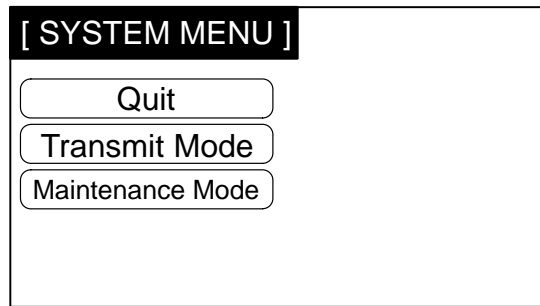 [ SYSTEM MENU ]
Quit
Transmit Mode
Maintenance Mode